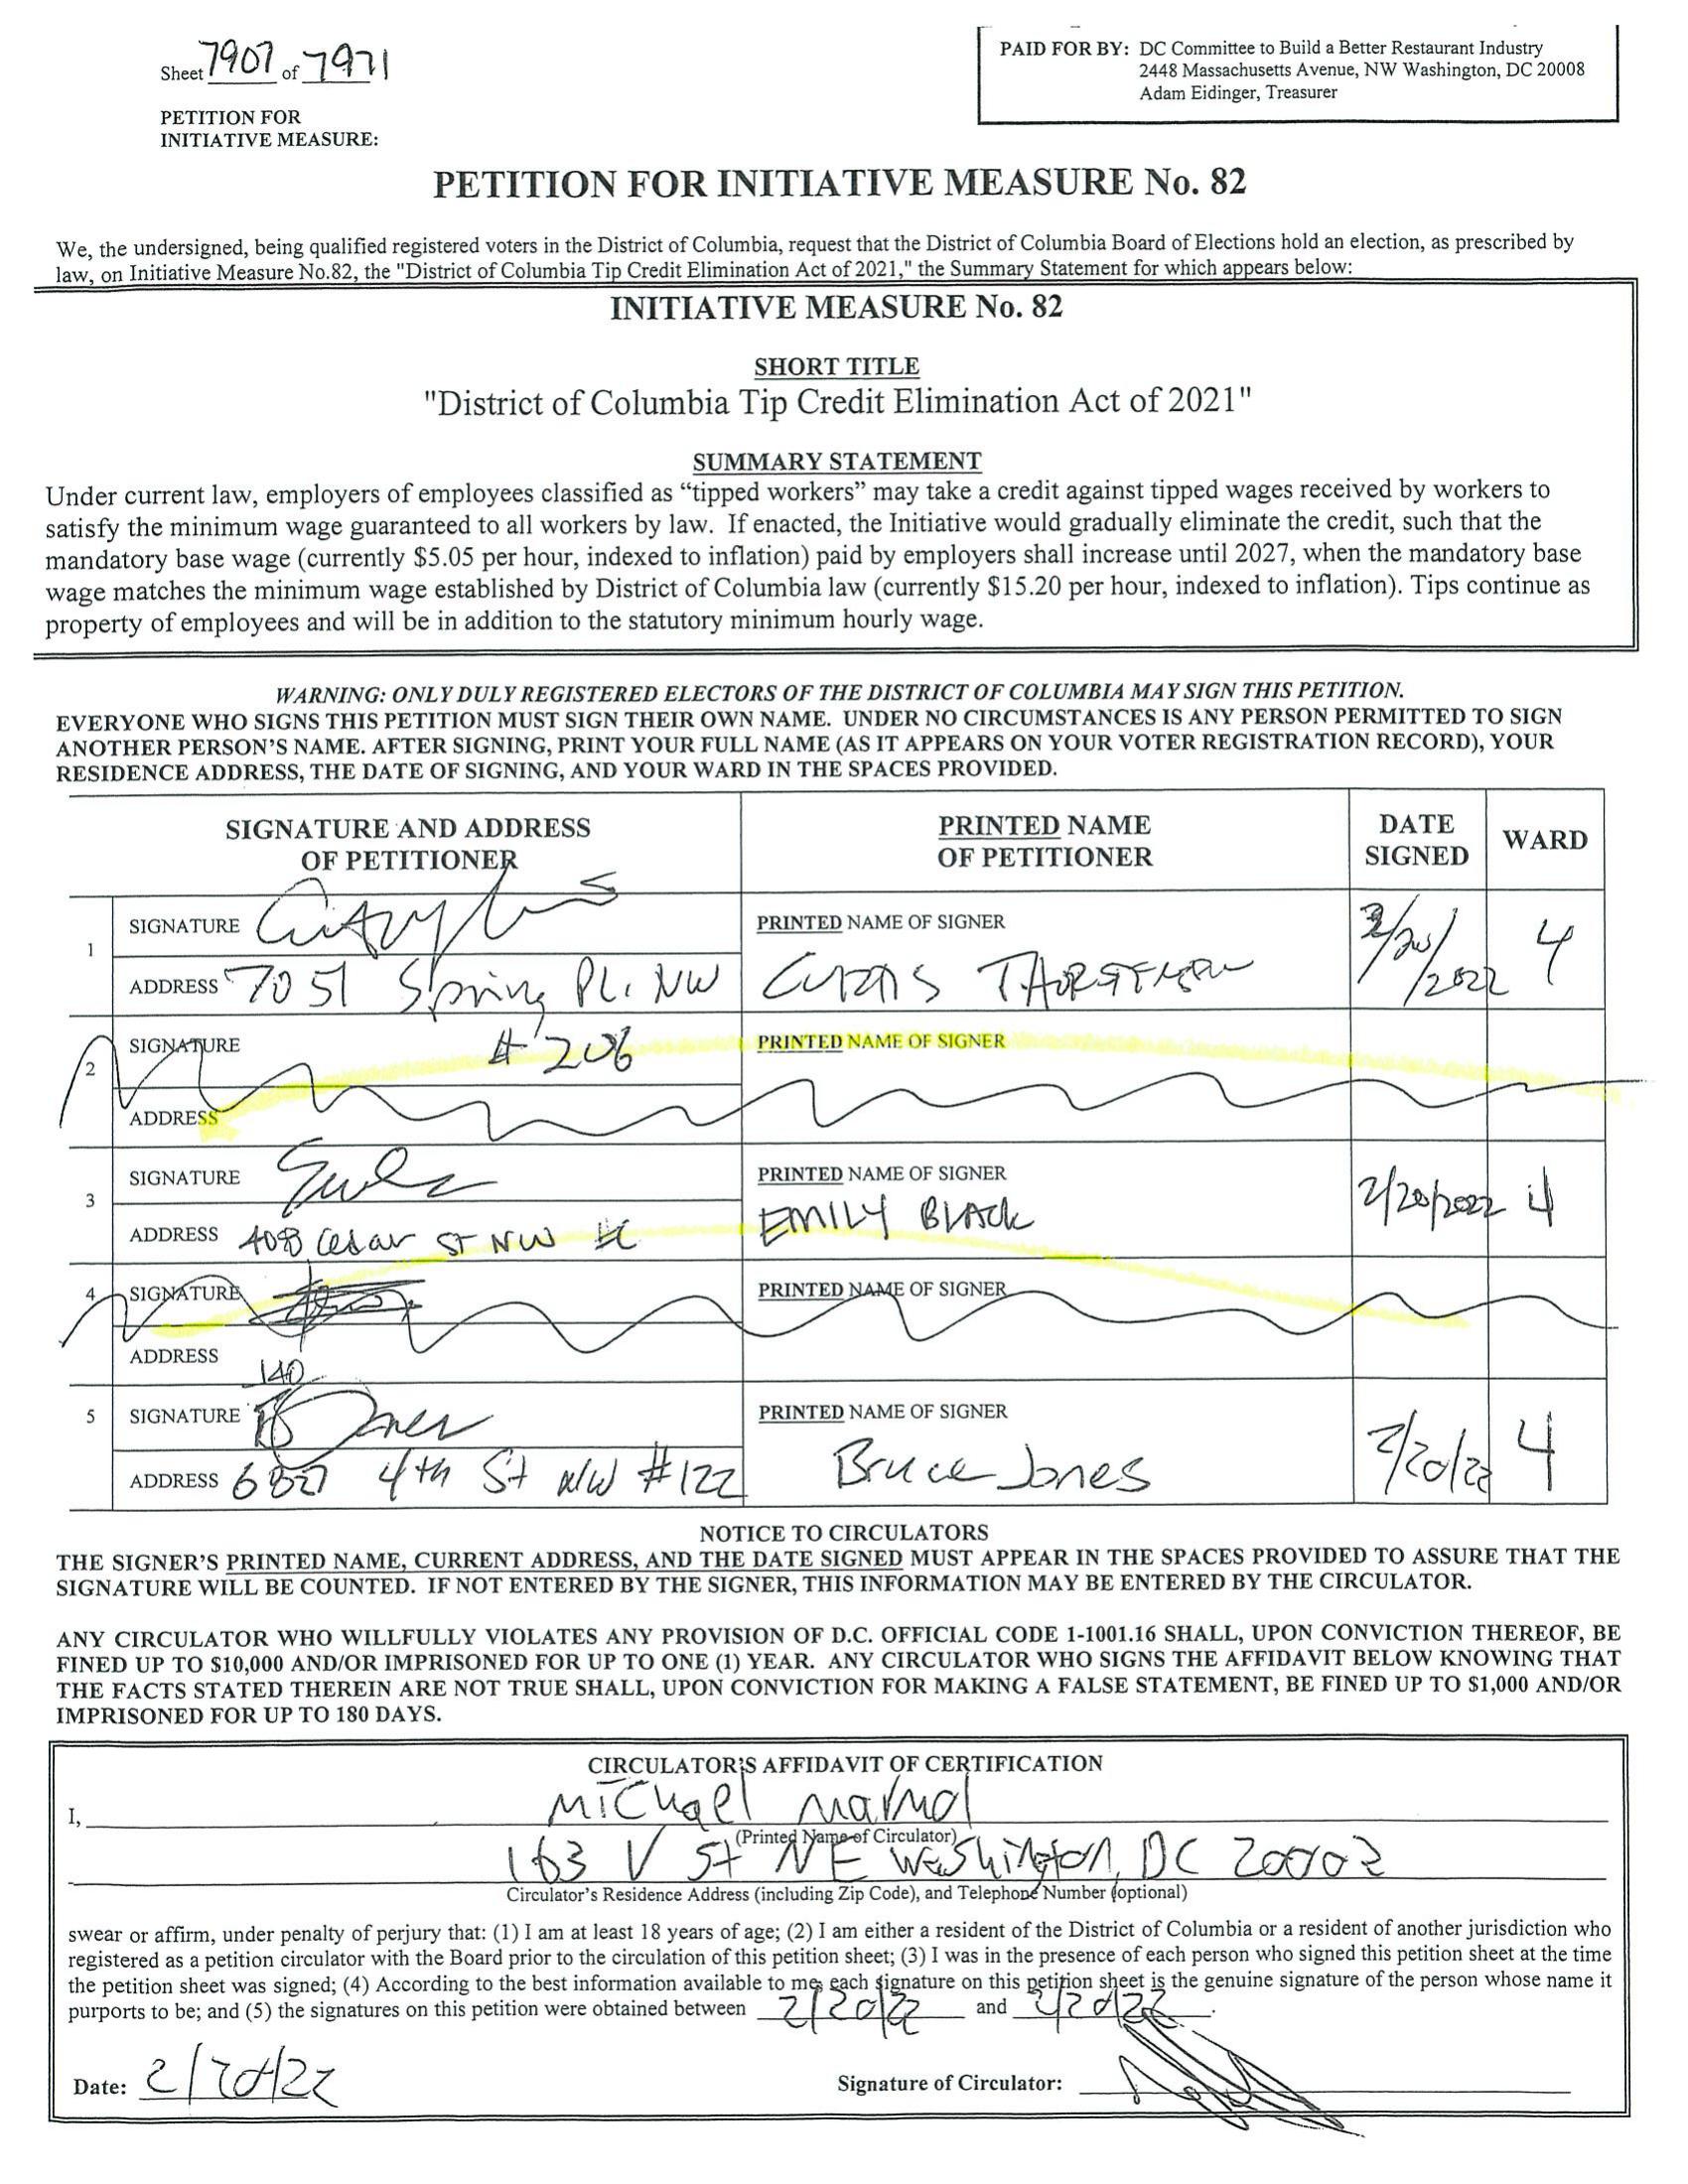 Sheet 7907 of 7971
PAID FOR BY: DC Committee to Build a Better Restaurant Industry
2448 Massachusetts Avenue, NW Washington, DC 20008
Adam Eidinger, Treasurer
PETITION FOR
INITIATIVE MEASURE:
PETITION FOR INITIATIVE MEASURE No. 82
We, the undersigned, being qualified registered voters in the District of Columbia, request that the District of Columbia Board of Elections hold an election, as prescribed by
law, on Initiative Measure No.82, the "District of Columbia Tip Credit Elimination Act of 2021," the Summary Statement for which appears below:
INITIATIVE MEASURE No. 82
SHORT TITLE
"District of Columbia Tip Credit Elimination Act of 2021"
SUMMARY STATEMENT
Under current law, employers of employees classified as “tipped workers” may take a credit against tipped wages received by workers to
satisfy the minimum wage guaranteed to all workers by law. If enacted, the Initiative would gradually eliminate the credit, such that the
mandatory base wage (currently $5.05 per hour, indexed to inflation) paid by employers shall increase until 2027, when the mandatory base
wage matches the minimum wage established by District of Columbia law (currently $15.20 per hour, indexed to inflation). Tips continue as
property of employees and will be in addition to the statutory minimum hourly wage.
WARNING: ONLY DULY REGISTERED ELECTORS OF THE DISTRICT OF COLUMBIA MAY SIGN THIS PETITION.
EVERYONE WHO SIGNS THIS PETITION MUST SIGN THEIR OWN NAME. UNDER NO CIRCUMSTANCES IS ANY PERSON PERMITTED TO SIGN
ANOTHER PERSON'S NAME. AFTER SIGNING, PRINT YOUR FULL NAME (AS IT APPEARS ON YOUR VOTER REGISTRATION RECORD), YOUR
RESIDENCE ADDRESS, THE DATE OF SIGNING, AND YOUR WARD IN THE SPACES PROVIDED.
SIGNATURE AND ADDRESS
OF PETITIONER
PRINTED NAME
OF PETITIONER
DATE
SIGNED
WARD
1
SIGNATURE
PRINTED NAME OF SIGNER
4
ADDRESS 7051 Spring Pl. NW
2022
2
SIGNATURE #206
PRINTED NAME OF SIGNER
ADDRESS
3
SIGNATURE
PRINTED NAME OF SIGNER
EMILY BLACK
2/20/2022 4
ADDRESS 408 Cedar ST NW
4
SIGNATURE
PRINTED NAME OF SIGNER
ADDRESS
140
5
SIGNATURE B Jones
PRINTED NAME OF SIGNER
Bruce Jones
2/20/22 4
ADDRESS 4th St NW #122
NOTICE TO CIRCULATORS
THE SIGNER'S PRINTED NAME, CURRENT ADDRESS, AND THE DATE SIGNED MUST APPEAR IN THE SPACES PROVIDED TO ASSURE THAT THE
SIGNATURE WILL BE COUNTED. IF NOT ENTERED BY THE SIGNER, THIS INFORMATION MAY BE ENTERED BY THE CIRCULATOR.
ANY CIRCULATOR WHO WILLFULLY VIOLATES ANY PROVISION OF D.C. OFFICIAL CODE 1-1001.16 SHALL, UPON CONVICTION THEREOF, BE
FINED UP TO $10,000 AND/OR IMPRISONED FOR UP TO ONE (1) YEAR. ANY CIRCULATOR WHO SIGNS THE AFFIDAVIT BELOW KNOWING THAT
THE FACTS STATED THEREIN ARE NOT TRUE SHALL, UPON CONVICTION FOR MAKING A FALSE STATEMENT, BE FINED UP TO $1,000 AND/OR
IMPRISONED FOR UP TO 180 DAYS.
CIRCULATOR'S AFFIDAVIT OF CERTIFICATION
I, Michael Marmol
(Printed Name of Circulator)
163 V St NE Washington, DC 20002
Circulator's Residence Address (including Zip Code), and Telephone Number (optional)
swear or affirm, under penalty of perjury that: (1) I am at least 18 years of age; (2) I am either a resident of the District of Columbia or a resident of another jurisdiction who
registered as a petition circulator with the Board prior to the circulation of this petition sheet; (3) I was in the presence of each person who signed this petition sheet at the time
the petition sheet was signed; (4) According to the best information available to me, each signature on this petition sheet is the genuine signature of the person whose name it
purports to be; and (5) the signatures on this petition were obtained between 2/20/22 and 2/20/22.
Date: 2/20/22
Signature of Circulator: